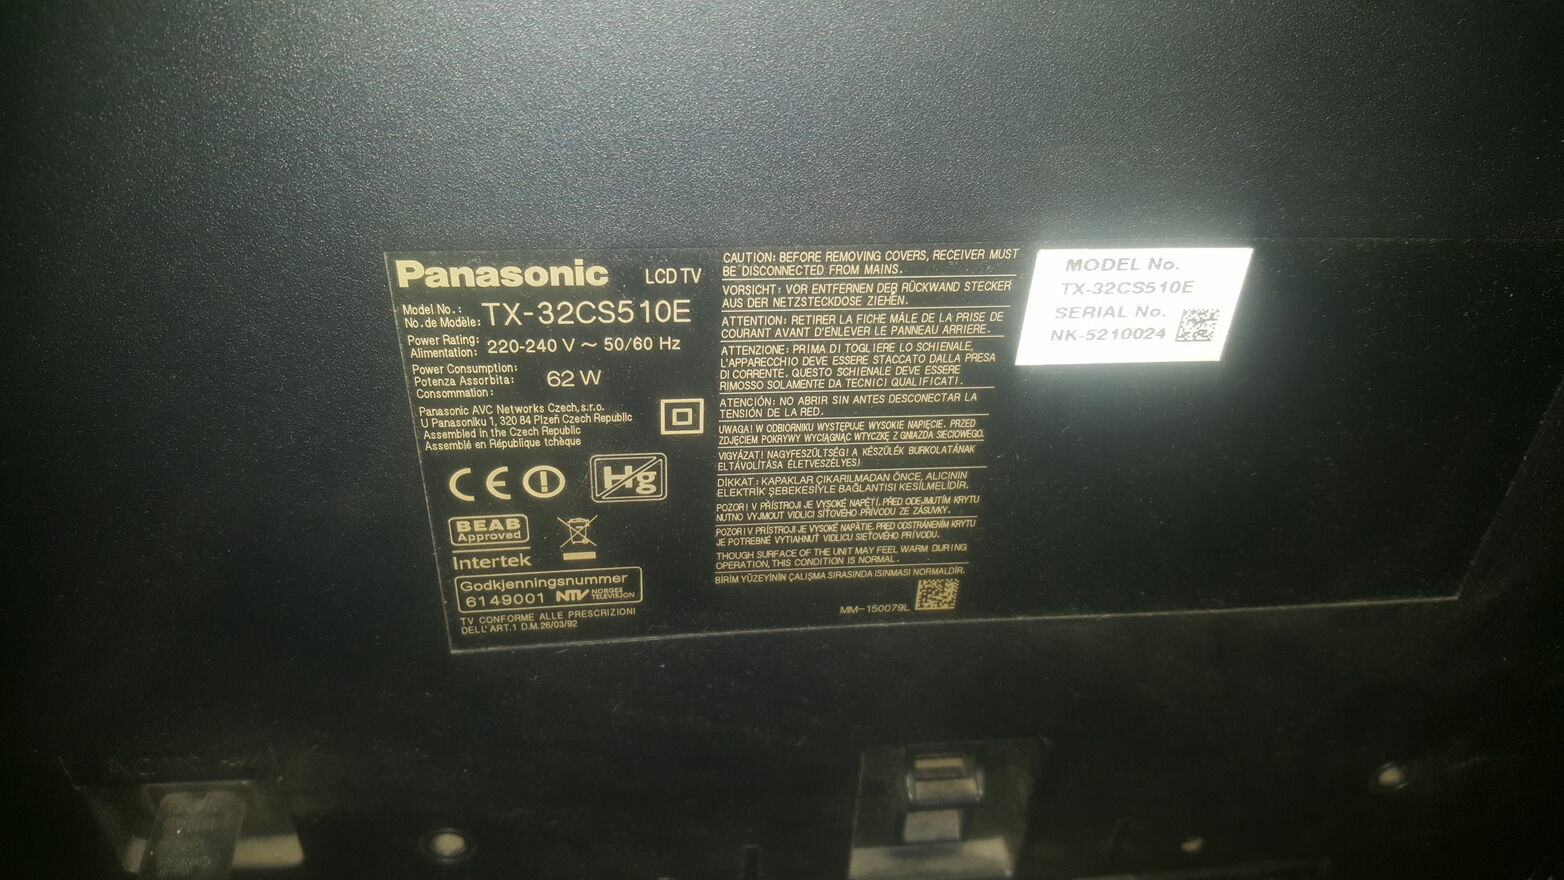 Panasonic LCD TV
Model No.:
No. de Modèle: TX-32CS510E
Power Rating:
Alimentation: 220-240 V ~ 50/60 Hz
Power Consumption:
Potenza Assorbita: 62 W
Consommation:
Panasonic AVC Networks Czech, s.r.o.
U Panasoniku 1, 320 84 Plzeň Czech Republic
Assembled in the Czech Republic
Assemblé en République tchèque
CE
Hg
BEAB
Approved
Intertek
Godkjenningsnummer
6149001 NTV NORGES
TELEVISJON
TV CONFORME ALLE PRESCRIZIONI
DELL'ART.1 D.M.26/03/92
CAUTION: BEFORE REMOVING COVERS, RECEIVER MUST
BE DISCONNECTED FROM MAINS.
VORSICHT: VOR ENTFERNEN DER RÜCKWAND STECKER
AUS DER NETZSTECKDOSE ZIEHEN.
ATTENTION: RETIRER LA FICHE MÂLE DE LA PRISE DE
COURANT AVANT D'ENLEVER LE PANNEAU ARRIERE.
ATTENZIONE: PRIMA DI TOGLIERE LO SCHIENALE,
L'APPARECCHIO DEVE ESSERE STACCATO DALLA PRESA
DI CORRENTE. QUESTO SCHIENALE DEVE ESSERE
RIMOSSO SOLAMENTE DA TECNICI QUALIFICATI.
ATENCIÓN: NO ABRIR SIN ANTES DESCONECTAR LA
TENSIÓN DE LA RED.
UWAGA! W ODBIORNIKU WYSTĘPUJE WYSOKIE NAPIĘCIE. PRZED
ZDJĘCIEM POKRYWY WYCIĄGNĄĆ WTYCZKĘ Z GNIAZDA SIECIOWEGO.
VIGYÁZAT! NAGYFESZÜLTSÉG! A KÉSZÜLÉK BURKOLATÁNAK
ELTÁVOLÍTÁSA ÉLETVESZÉLYES!
DİKKAT: KAPAKLAR ÇIKARILMADAN ÖNCE, ALICININ
ELEKTRİK ŞEBEKESİYLE BAĞLANTISI KESİLMELİDİR.
POZOR! V PŘÍSTROJI JE VYSOKÉ NAPĚTÍ. PŘED ODEJMUTÍM KRYTU
NUTNO VYJMOUT VIDLICI SÍŤOVÉHO PŘÍVODU ZE ZÁSUVKY.
POZOR! V PRÍSTROJI JE VYSOKÉ NAPÄTIE. PRED ODSTRÁNENÍM KRYTU
JE POTREBNÉ VYTIAHNUT VIDLICU SIEŤOVÉHO PRÍVODU.
THOUGH SURFACE OF THE UNIT MAY FEEL WARM DURING
OPERATION, THIS CONDITION IS NORMAL.
BİRİM YÜZEYİNİN ÇALIŞMA SIRASINDA ISINMASI NORMALDİR.
MM-150079L
MODEL No.
TX-32CS510E
SERIAL No.
NK-5210024